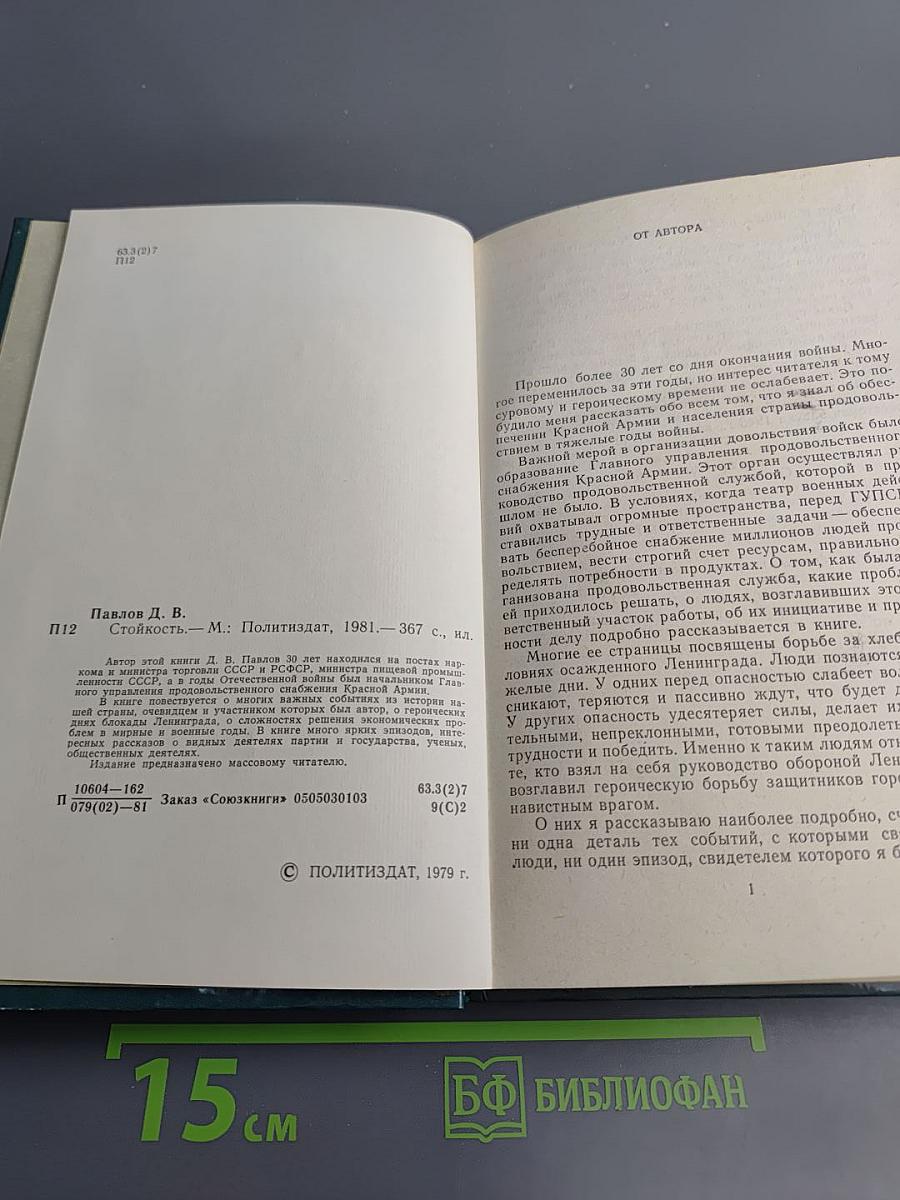 63.3(2)7
П12
Павлов Д. В.
П12 Стойкость.— М.: Политиздат, 1981.— 367 с., ил.
Автор этой книги Д. В. Павлов 30 лет находился на постах нар-
кома и министра торговли СССР и РСФСР, министра пищевой промыш-
ленности СССР, а в годы Отечественной войны был начальником Глав-
ного управления продовольственного снабжения Красной Армии.
В книге повествуется о многих важных событиях из истории на-
шей страны, очевидцем и участником которых был автор, о героических
днях блокады Ленинграда, о сложностях решения экономических про-
блем в мирные и военные годы. В книге много ярких эпизодов, инте-
ресных рассказов о видных деятелях партии и государства, ученых,
общественных деятелях.
Издание предназначено массовому читателю.
П 10604—162 Заказ «Союзкниги» 0505030103 63.3(2)7
079(02)—81 9(С)2
© ПОЛИТИЗДАТ, 1979 г.
ОТ АВТОРА
Прошло более 30 лет со дня окончания войны. Мно-
гое переменилось за эти годы, но интерес читателя к тому
суровому и героическому времени не ослабевает. Это по-
будило меня рассказать обо всем том, что я знал об обес-
печении Красной Армии и населения страны продоволь-
ствием в тяжелые годы войны.
Важной мерой в организации довольствия войск было
образование Главного управления продовольственного
снабжения Красной Армии. Этот орган осуществлял р
ководство продовольственной службой, которой в пр
шлом не было. В условиях, когда театр военных дей
вий охватывал огромные пространства, перед ГУПС
ставились трудные и ответственные задачи — обеспе
вать бесперебойное снабжение миллионов людей про
вольствием, вести строгий счет ресурсам, правильно
ределять потребности в продуктах. О том, как была
ганизована продовольственная служба, какие пробл
ей приходилось решать, о людях, возглавивших это
ветственный участок работы, об их инициативе и пр
ности делу подробно рассказывается в книге.
Многие ее страницы посвящены борьбе за хлеб
ловиях осажденного Ленинграда. Люди познаются
желые дни. У одних перед опасностью слабеет вол
сникают, теряются и пассивно ждут, что будет д
У других опасность удесятеряет силы, делает их
тельными, непреклонными, готовыми преодолеть
трудности и победить. Именно к таким людям отн
те, кто взял на себя руководство обороной Лен
возглавил героическую борьбу защитников горо
навистным врагом.
О них я рассказываю наиболее подробно, сч
ни одна деталь тех событий, с которыми св
люди, ни один эпизод, свидетелем которого я б
1
15 см
БФ БИБЛИОФАН